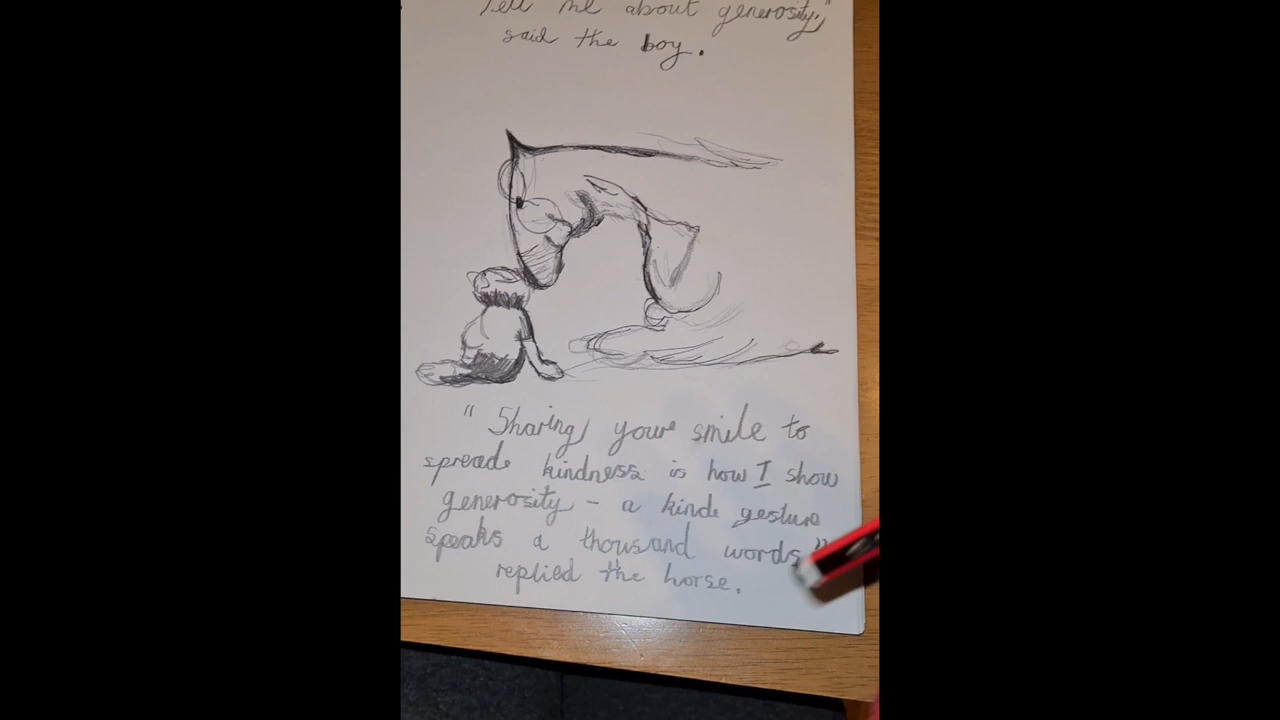 Tell me about generosity,"
said the boy.
" Sharing your smile to
spread kindness is how I show
generosity - a kind gesture
speaks a thousand words"
replied the horse.